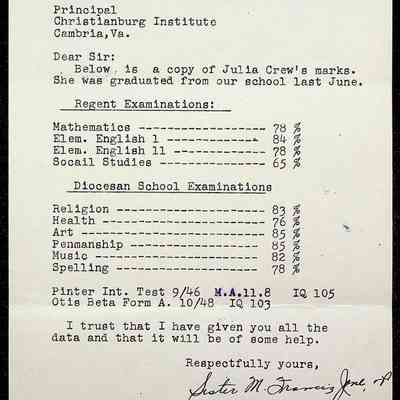 Principal
Christianburg Institute
Cambria,Va.
Dear Sir:
Below, is a copy of Julia Crew's marks.
She was graduated from our school last June.
Regent Examinations:
Mathematics ------------------ 78 %
Elem. English 1 -------------- 84 %
Elem. English 11 ------------- 78 %
Socail Studies --------------- 65 %
Diocesan School Examinations
Religion --------------------- 83 %
Health ----------------------- 76 %
Art -------------------------- 85 %
Penmanship ------------------- 85 %
Music ------------------------ 82 %
Spelling --------------------- 78 %
Pinter Int. Test 9/46 M.A.11.8 IQ 105
Otis Beta Form A. 10/48 IQ 103
I trust that I have given you all the
data and that it will be of some help.
Respectfully yours,
Sister M. Francis